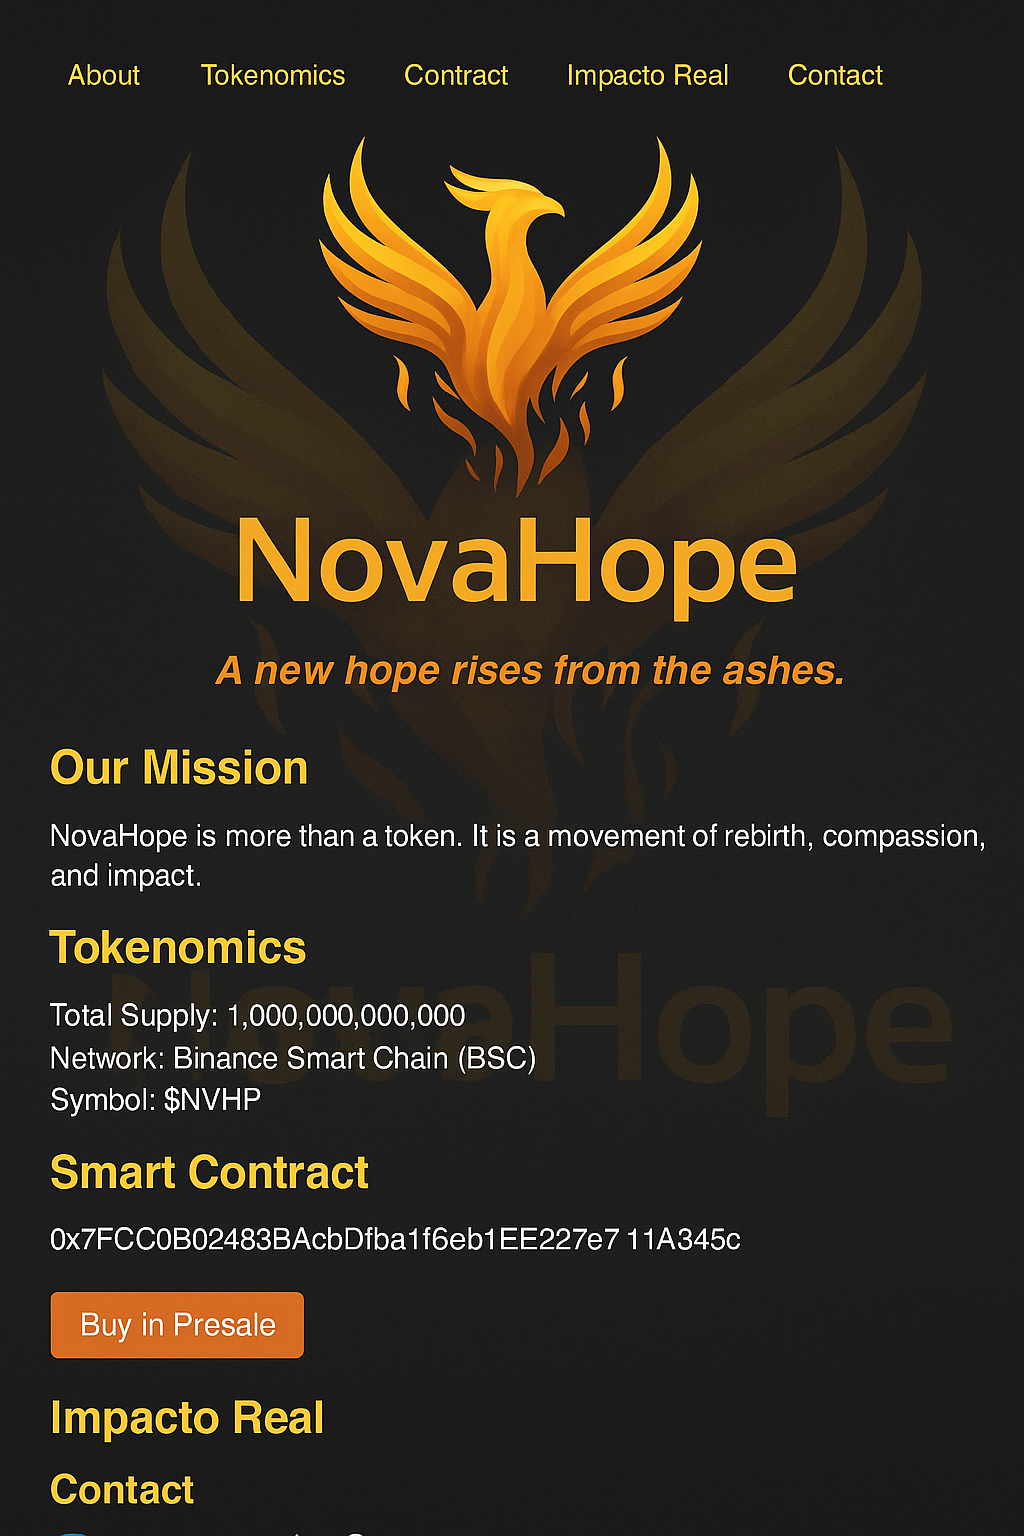 About Tokenomics Contract Impacto Real Contact
NovaHope
A new hope rises from the ashes.
Our Mission
NovaHope is more than a token. It is a movement of rebirth, compassion,
and impact.
Tokenomics
NovaHope
Total Supply: 1,000,000,000,000
Network: Binance Smart Chain (BSC)
Symbol: $NVHP
Smart Contract
0x7FCC0B02483BAcbDfba1f6eb1EE227e7 11A345c
Buy in Presale
Impacto Real
Contact